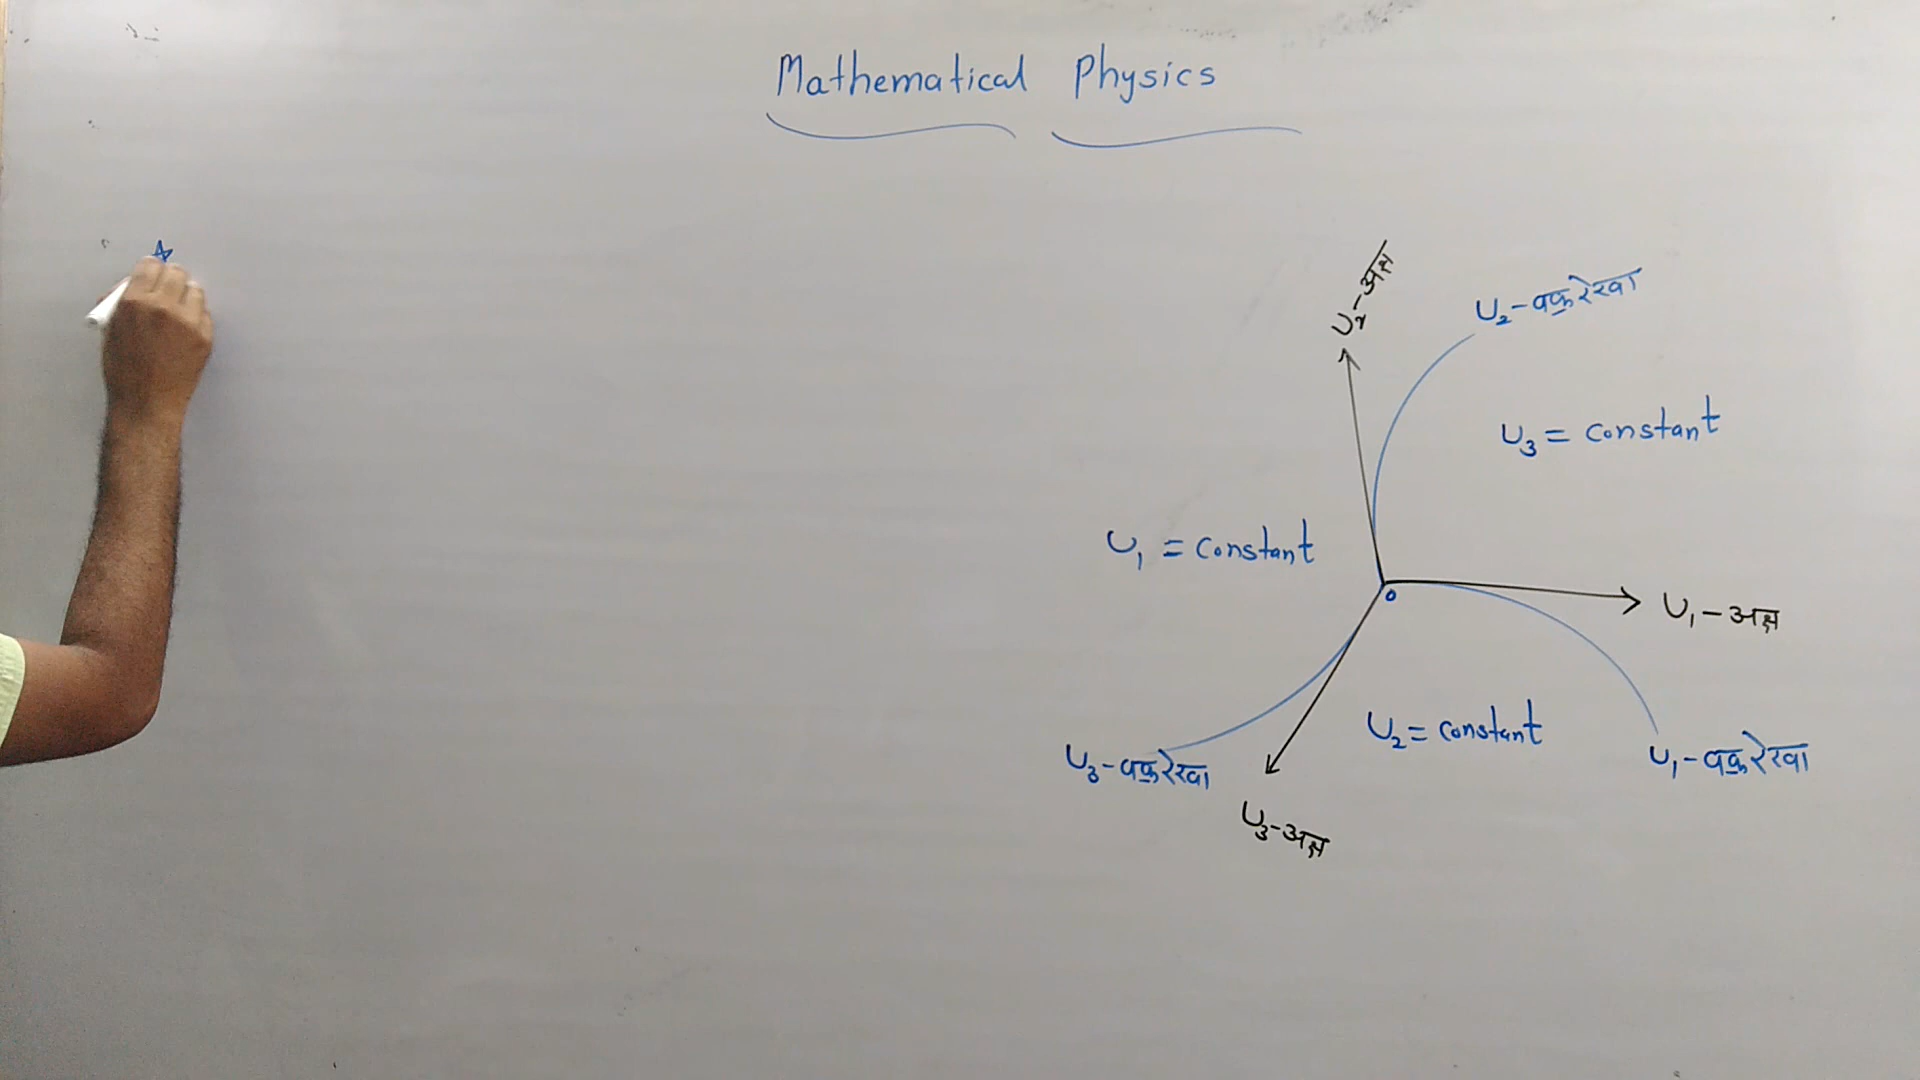 Mathematical Physics
U₂-अक्ष
U₂-वक्ररेखा
U₃ = constant
U₁ = constant
o
U₁-अक्ष
U₂ = constant
U₃-वक्ररेखा
U₁-वक्ररेखा
U₃-अक्ष